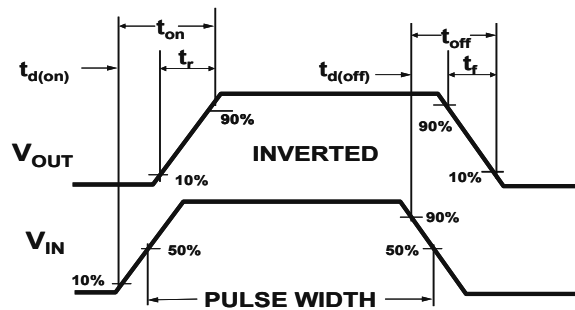 ton
toff
td(on)
tr
td(off)
tf
90%
90%
VOUT
INVERTED
10%
10%
90%
VIN
50%
50%
10%
PULSE WIDTH